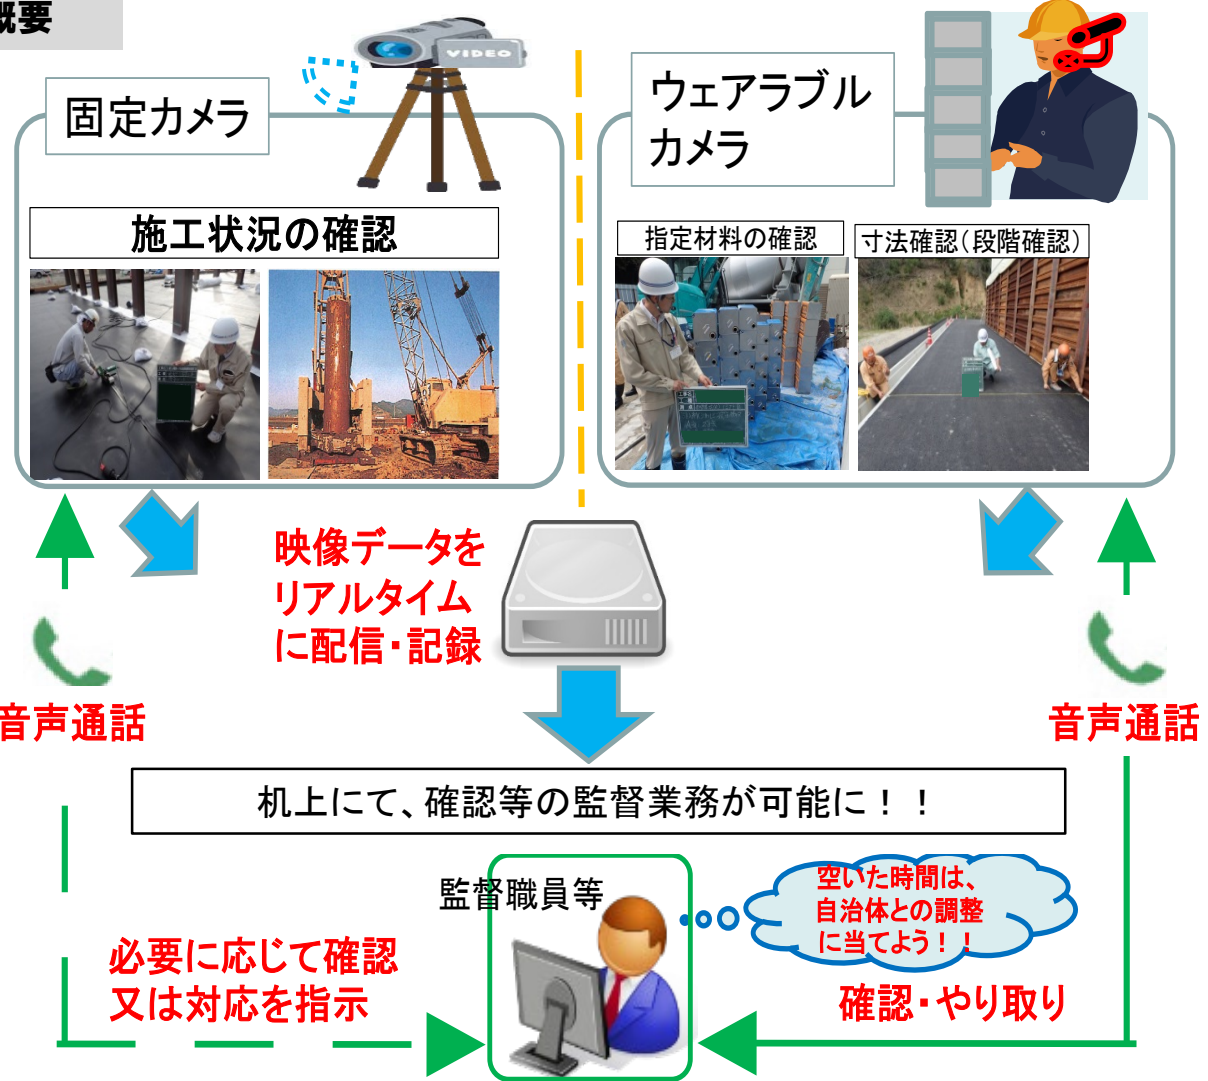 概要
固定カメラ
VIDEO
ウェアラブル
カメラ
施工状況の確認
指定材料の確認
寸法確認（段階確認）
映像データを
リアルタイム
に配信・記録
音声通話
音声通話
机上にて、確認等の監督業務が可能に！！
監督職員等
空いた時間は、
自治体との調整
に当てよう！！
必要に応じて確認
又は対応を指示
確認・やり取り